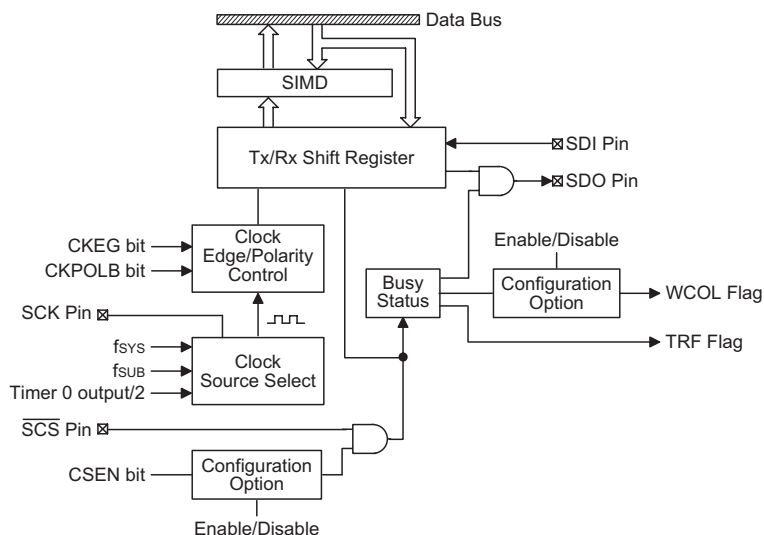 Data Bus
SIMD
Tx/Rx Shift Register
SDI Pin
SDO Pin
CKEG bit
CKPOLB bit
Clock
Edge/Polarity
Control
Enable/Disable
Busy
Status
Configuration
Option
WCOL Flag
SCK Pin
TRF Flag
fSYS
fSUB
Timer 0 output/2
Clock
Source Select
SCS Pin
CSEN bit
Configuration
Option
Enable/Disable